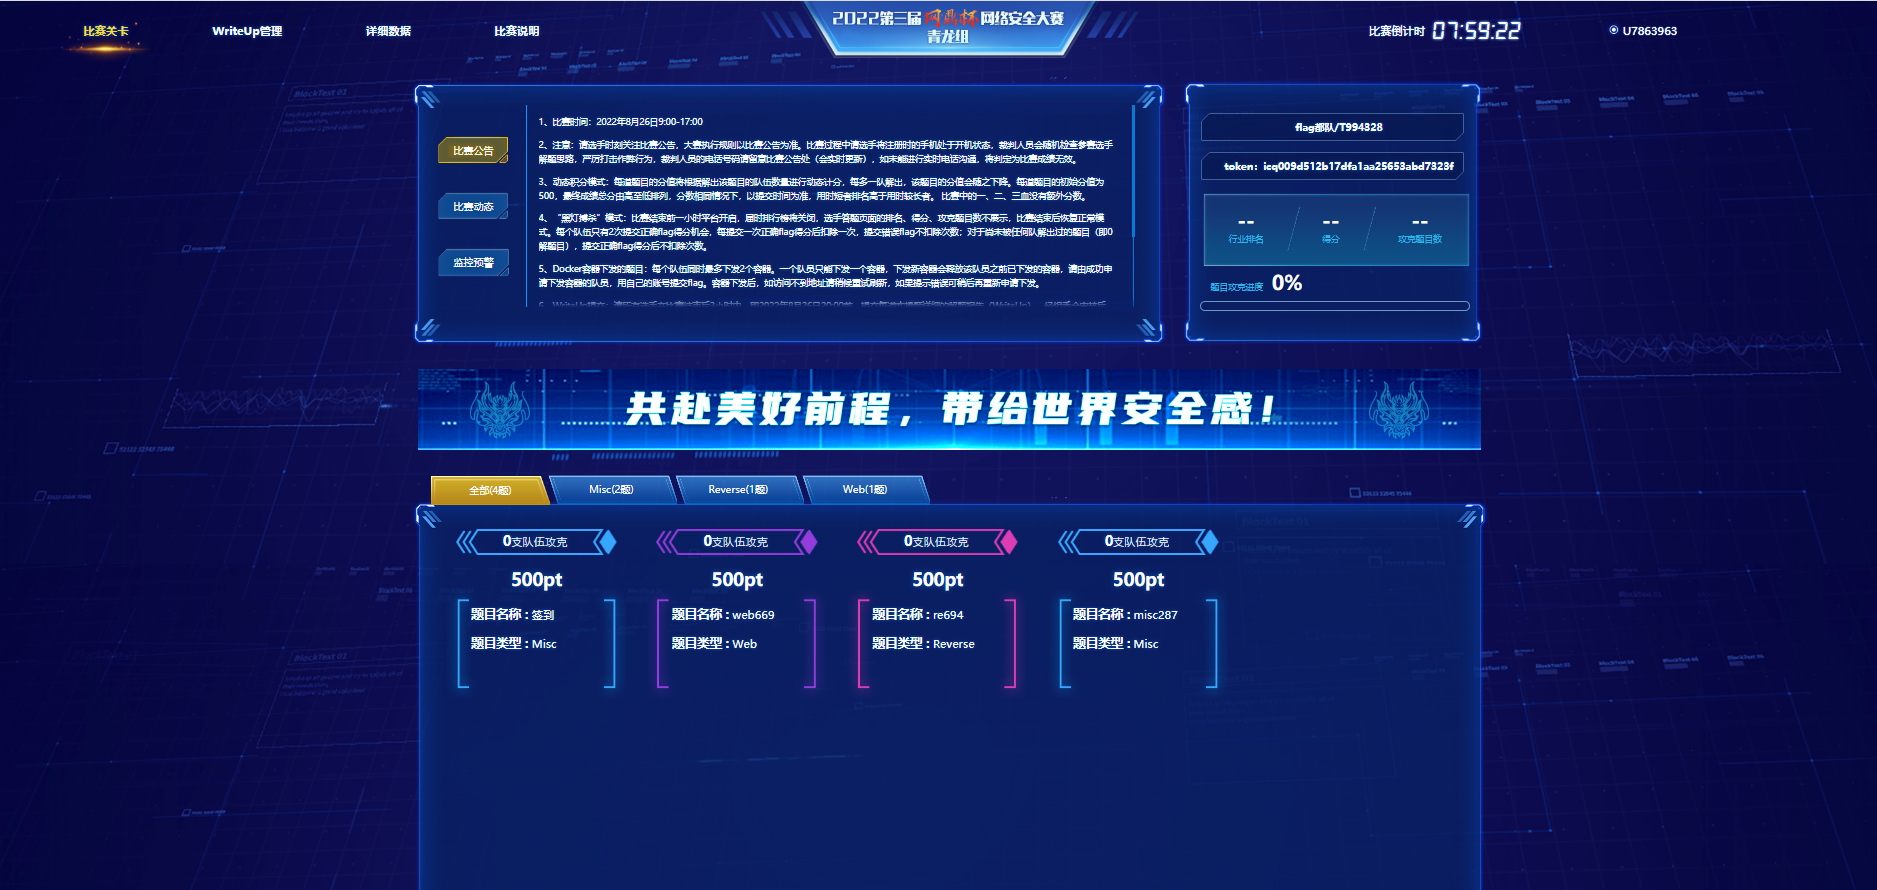 比赛关卡
WriteUp管理
详细数据
比赛说明
2022第三届网鼎杯网络安全大赛
青龙组
比赛倒计时 07:59:22
U7863963
比赛公告
比赛动态
监控预警
1、比赛时间：2022年8月26日9:00-17:00
2、注意：请选手时刻关注比赛公告，大赛执行规则以比赛公告为准。比赛过程中请选手将注册时的手机处于开机状态，裁判人员会随机检查参赛选手
解题思路，严厉打击作弊行为，裁判人员的电话号码请留意比赛公告处（会实时更新），如未能进行实时电话沟通，将判定为比赛成绩无效。
3、动态积分模式：每道题目的分值将根据解出该题目的队伍数量进行动态计分，每多一队解出，该题目的分值会随之下降。每道题目的初始分值为
500，最终成绩总分由高至低排列，分数相同情况下，以提交时间为准，用时短者排名高于用时较长者。 比赛中的一、二、三血没有额外分数。
4、“黑灯搏杀”模式：比赛结束前一小时平台开启，届时排行榜将关闭，选手答题页面的排名、得分、攻克题目数不展示，比赛结束后恢复正常模
式。每个队伍只有2次提交正确flag得分机会，每提交一次正确flag得分后扣除一次，提交错误flag不扣除次数；对于尚未被任何队解出过的题目（即0
解题目），提交正确flag得分后不扣除次数。
5、Docker容器下发的题目：每个队伍同时最多下发2个容器。一个队员只能下发一个容器，下发新容器会释放该队员之前已下发的容器，请由成功申
请下发容器的队员，用自己的账号提交flag。容器下发后，如访问不到地址请稍候重试刷新，如果提示错误可稍后再重新申请下发。
flag部队/T994328
token：icq009d512b17dfa1aa25653abd7323f
-- -- --
行业排名 得分 攻克题目数
题目攻克进度 0%
共赴美好前程，带给世界安全感！
全部(4题)
Misc(2题)
Reverse(1题)
Web(1题)
0支队伍攻克
500pt
题目名称：签到
题目类型：Misc
0支队伍攻克
500pt
题目名称：web669
题目类型：Web
0支队伍攻克
500pt
题目名称：re694
题目类型：Reverse
0支队伍攻克
500pt
题目名称：misc287
题目类型：Misc